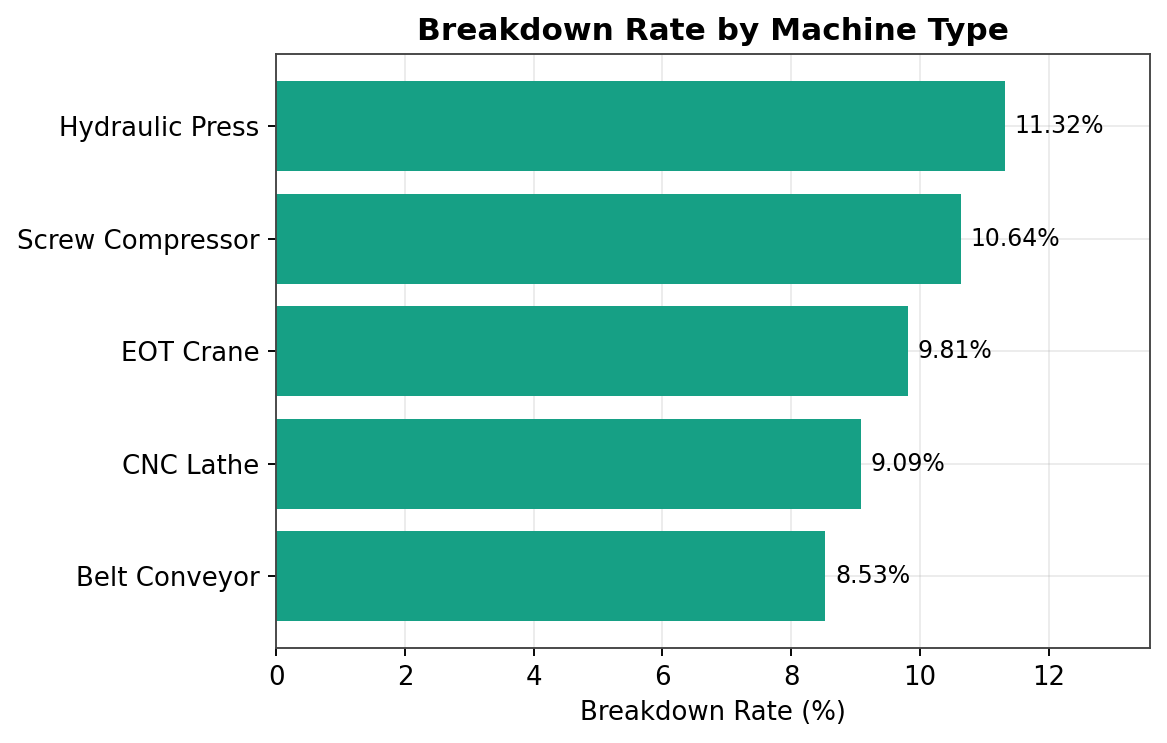 Breakdown Rate by Machine Type
Hydraulic Press 11.32%
Screw Compressor 10.64%
EOT Crane 9.81%
CNC Lathe 9.09%
Belt Conveyor 8.53%
0 2 4 6 8 10 12
Breakdown Rate (%)